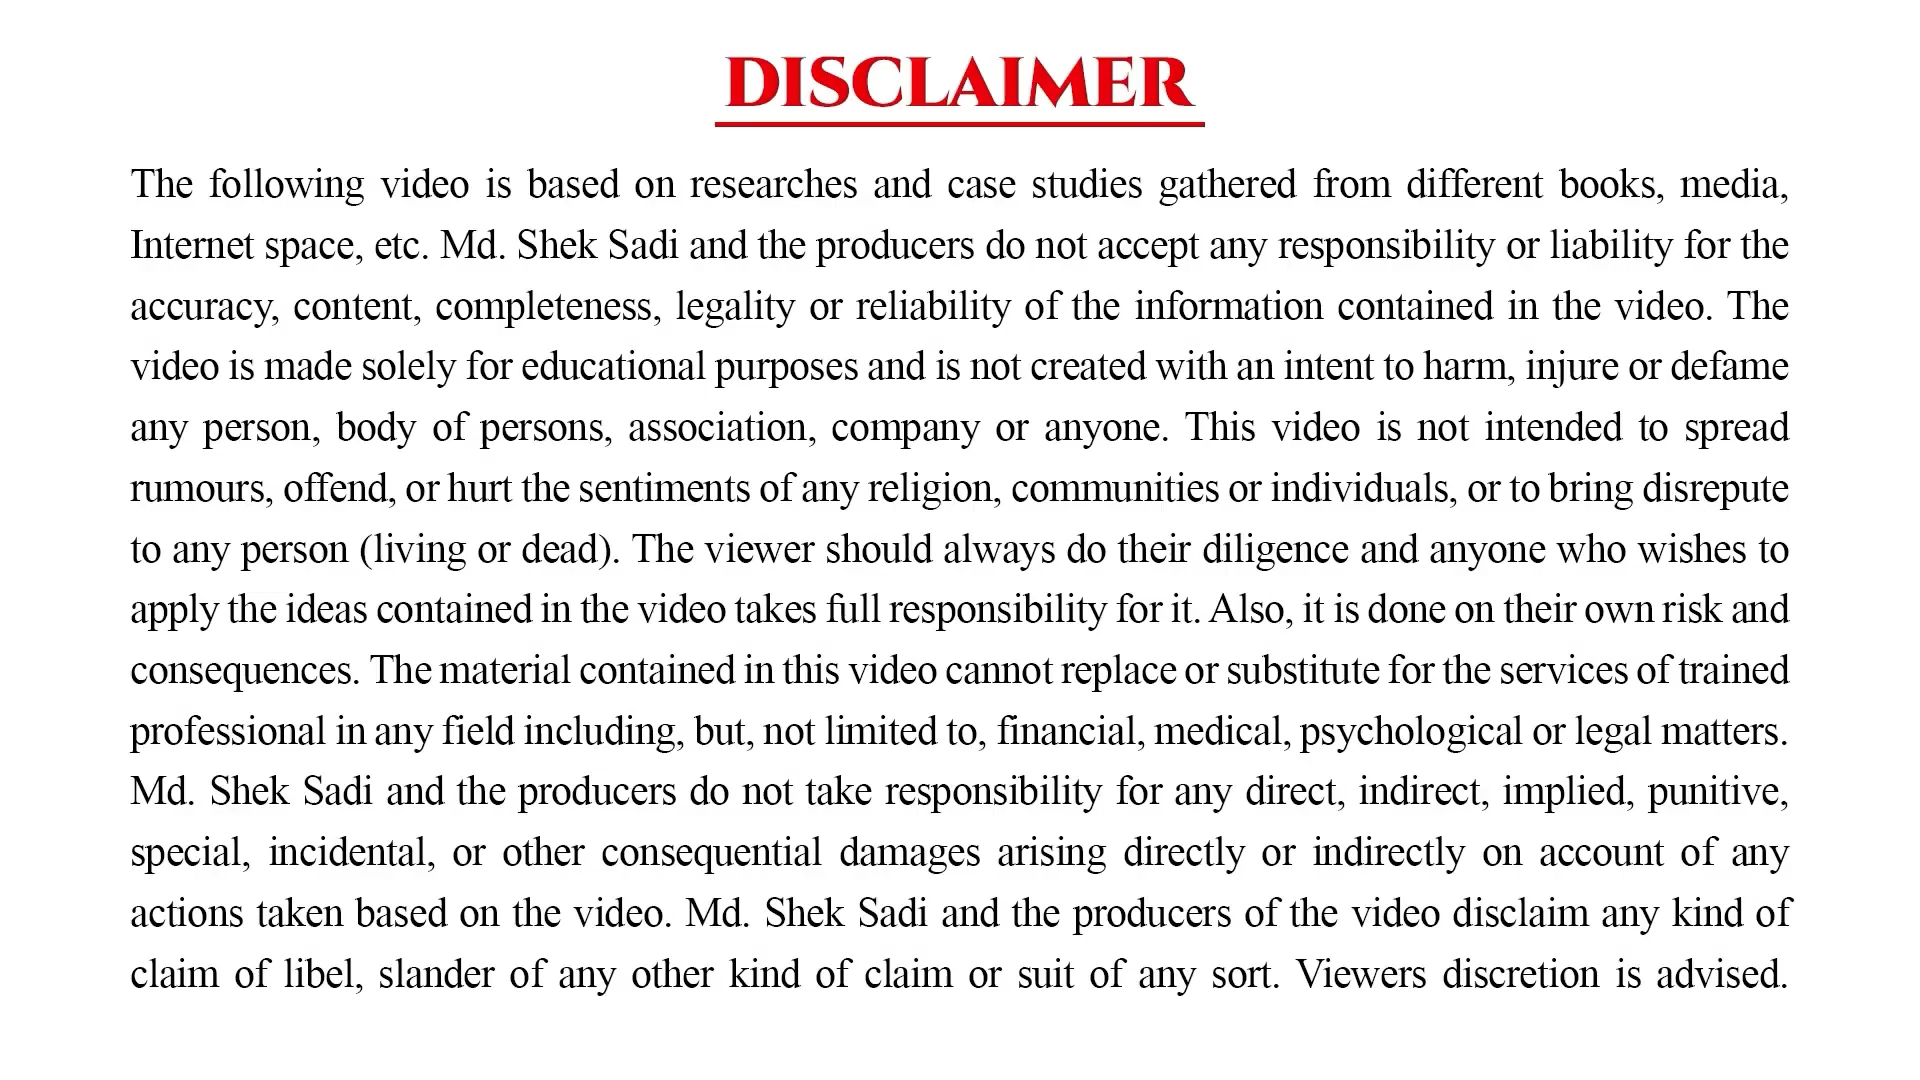 DISCLAIMER
The following video is based on researches and case studies gathered from different books, media,
Internet space, etc. Md. Shek Sadi and the producers do not accept any responsibility or liability for the
accuracy, content, completeness, legality or reliability of the information contained in the video. The
video is made solely for educational purposes and is not created with an intent to harm, injure or defame
any person, body of persons, association, company or anyone. This video is not intended to spread
rumours, offend, or hurt the sentiments of any religion, communities or individuals, or to bring disrepute
to any person (living or dead). The viewer should always do their diligence and anyone who wishes to
apply the ideas contained in the video takes full responsibility for it. Also, it is done on their own risk and
consequences. The material contained in this video cannot replace or substitute for the services of trained
professional in any field including, but, not limited to, financial, medical, psychological or legal matters.
Md. Shek Sadi and the producers do not take responsibility for any direct, indirect, implied, punitive,
special, incidental, or other consequential damages arising directly or indirectly on account of any
actions taken based on the video. Md. Shek Sadi and the producers of the video disclaim any kind of
claim of libel, slander of any other kind of claim or suit of any sort. Viewers discretion is advised.